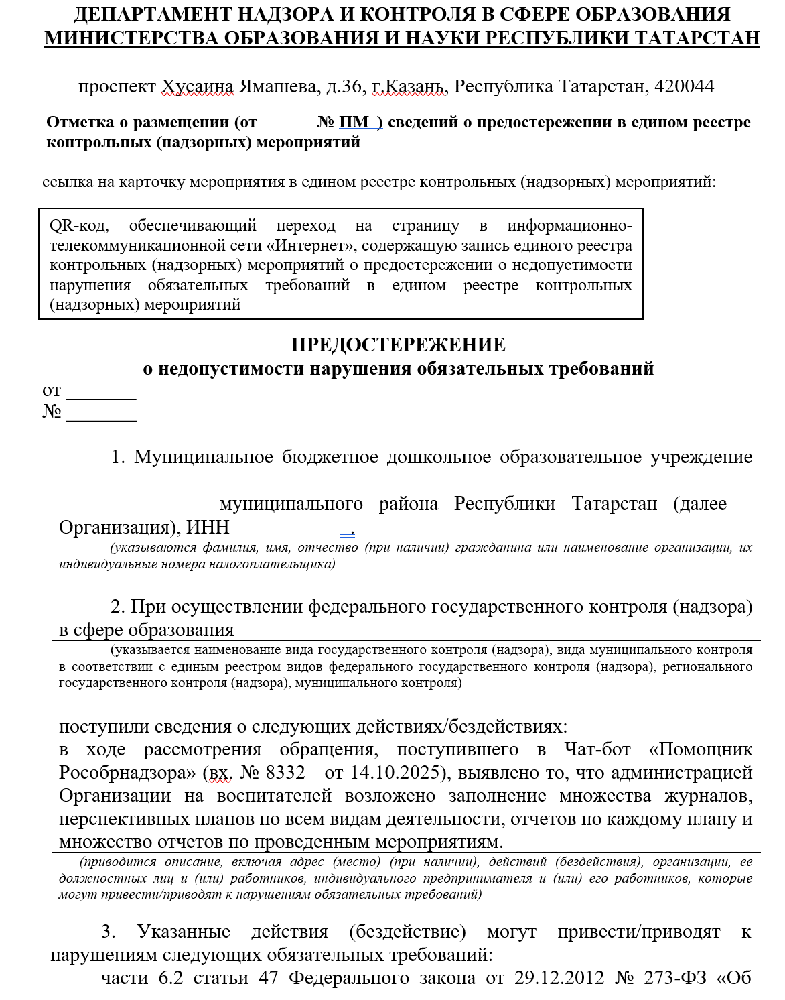 ДЕПАРТАМЕНТ НАДЗОРА И КОНТРОЛЯ В СФЕРЕ ОБРАЗОВАНИЯ
МИНИСТЕРСТВА ОБРАЗОВАНИЯ И НАУКИ РЕСПУБЛИКИ ТАТАРСТАН
проспект Хусаина Ямашева, д.36, г.Казань, Республика Татарстан, 420044
Отметка о размещении (от № ПМ ) сведений о предостережении в едином реестре
контрольных (надзорных) мероприятий
ссылка на карточку мероприятия в едином реестре контрольных (надзорных) мероприятий:
QR-код, обеспечивающий переход на страницу в информационно-
телекоммуникационной сети «Интернет», содержащую запись единого реестра
контрольных (надзорных) мероприятий о предостережении о недопустимости
нарушения обязательных требований в едином реестре контрольных
(надзорных) мероприятий
ПРЕДОСТЕРЕЖЕНИЕ
о недопустимости нарушения обязательных требований
от _______
№ _______
1. Муниципальное бюджетное дошкольное образовательное учреждение
муниципального района Республики Татарстан (далее –
Организация), ИНН .
(указываются фамилия, имя, отчество (при наличии) гражданина или наименование организации, их
индивидуальные номера налогоплательщика)
2. При осуществлении федерального государственного контроля (надзора)
в сфере образования
(указывается наименование вида государственного контроля (надзора), вида муниципального контроля
в соответствии с единым реестром видов федерального государственного контроля (надзора), регионального
государственного контроля (надзора), муниципального контроля)
поступили сведения о следующих действиях/бездействиях:
в ходе рассмотрения обращения, поступившего в Чат-бот «Помощник
Рособрнадзора» (вх. № 8332 от 14.10.2025), выявлено то, что администрацией
Организации на воспитателей возложено заполнение множества журналов,
перспективных планов по всем видам деятельности, отчетов по каждому плану и
множество отчетов по проведенным мероприятиям.
(приводится описание, включая адрес (место) (при наличии), действий (бездействия), организации, ее
должностных лиц и (или) работников, индивидуального предпринимателя и (или) его работников, которые
могут привести/приводят к нарушениям обязательных требований)
3. Указанные действия (бездействие) могут привести/приводят к
нарушениям следующих обязательных требований:
части 6.2 статьи 47 Федерального закона от 29.12.2012 № 273-ФЗ «Об